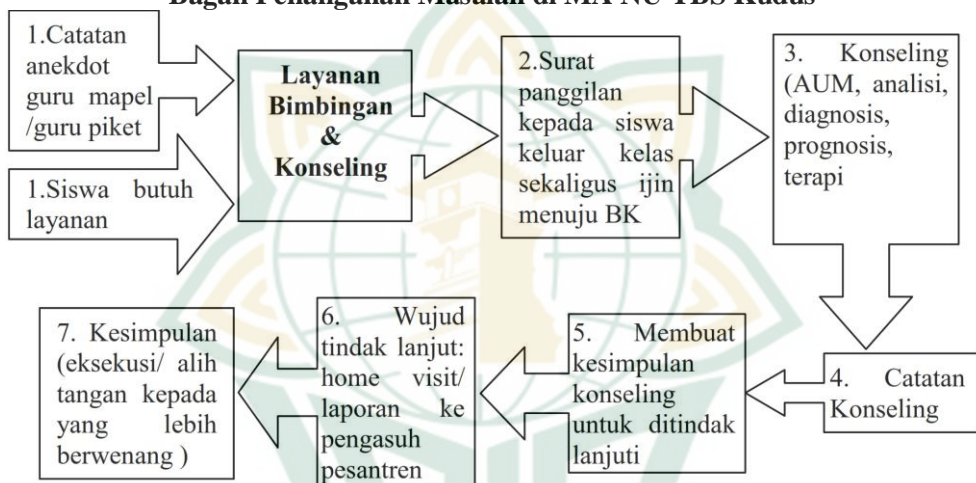 Bagan Penanganan Masalah di MA NU TBS Kudus
1.Catatan
anekdot
guru mapel
/guru piket
1.Siswa butuh
layanan
Layanan
Bimbingan
&
Konseling
2.Surat
panggilan
kepada siswa
keluar kelas
sekaligus ijin
menuju BK
3. Konseling
(AUM, analisi,
diagnosis,
prognosis,
terapi
4. Catatan
Konseling
5. Membuat
kesimpulan
konseling
untuk ditindak
lanjuti
6. Wujud
tindak lanjut:
home visit/
laporan ke
pengasuh
pesantren
7. Kesimpulan
(eksekusi/ alih
tangan kepada
yang lebih
berwenang )